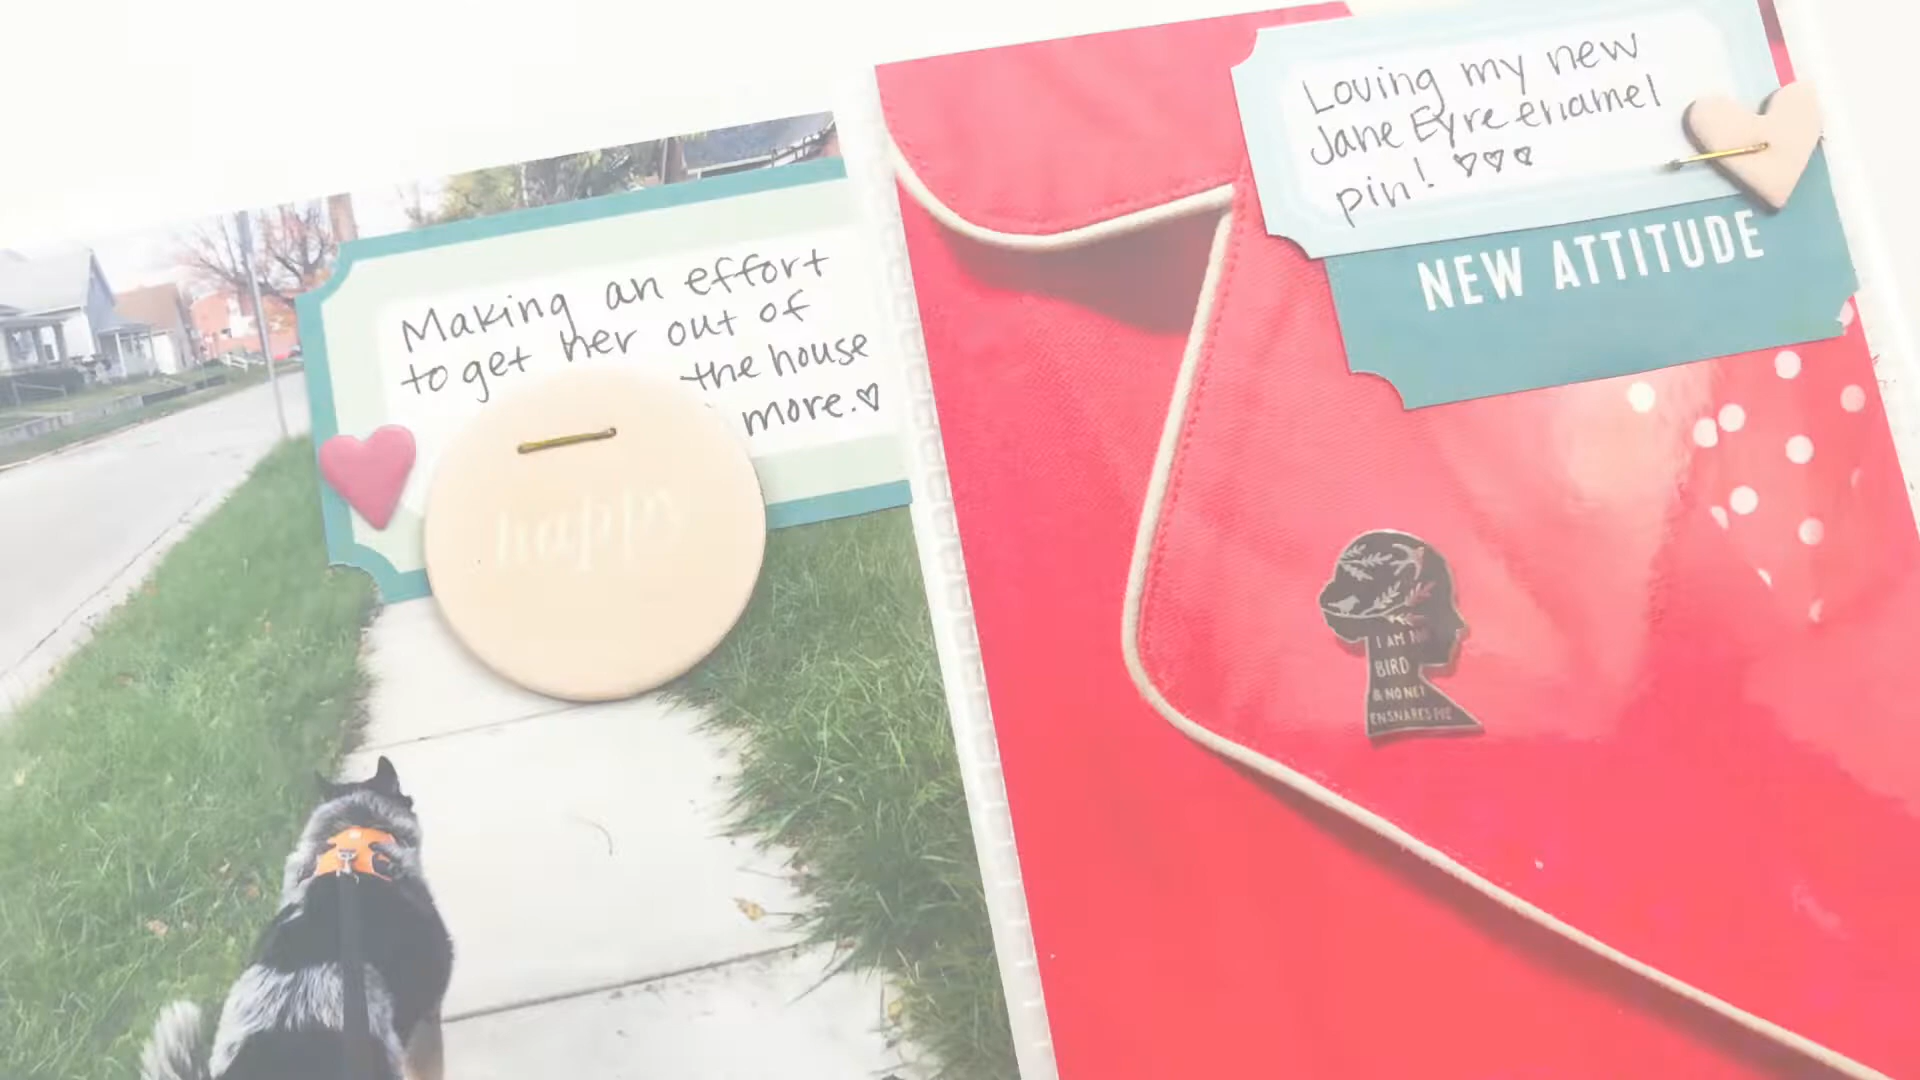 Making an effort
to get her out of
the house
more.
happy
Loving my new
Jane Eyre enamel
pin!
NEW ATTITUDE
I AM NO
BIRD
& NO NET
ENSNARES ME